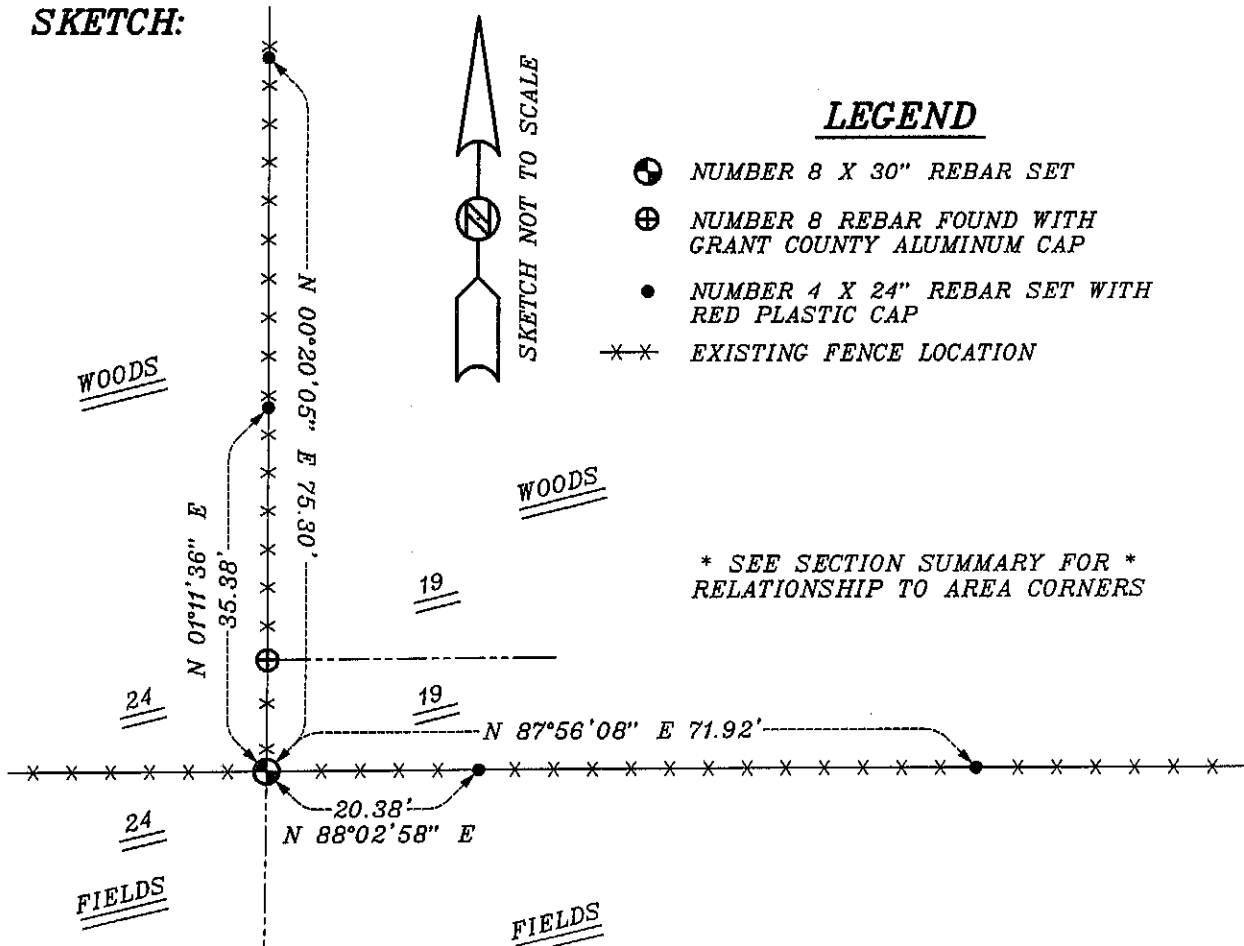 SKETCH:
SKETCH NOT TO SCALE
LEGEND
NUMBER 8 X 30" REBAR SET
NUMBER 8 REBAR FOUND WITH
GRANT COUNTY ALUMINUM CAP
NUMBER 4 X 24" REBAR SET WITH
RED PLASTIC CAP
EXISTING FENCE LOCATION
N
N 00°20'05" E 75.30'
WOODS
WOODS
N 01°11'36" E
35.38'
* SEE SECTION SUMMARY FOR *
RELATIONSHIP TO AREA CORNERS
19
24
19
N 87°56'08" E 71.92'
20.38'
N 88°02'58" E
24
FIELDS
FIELDS